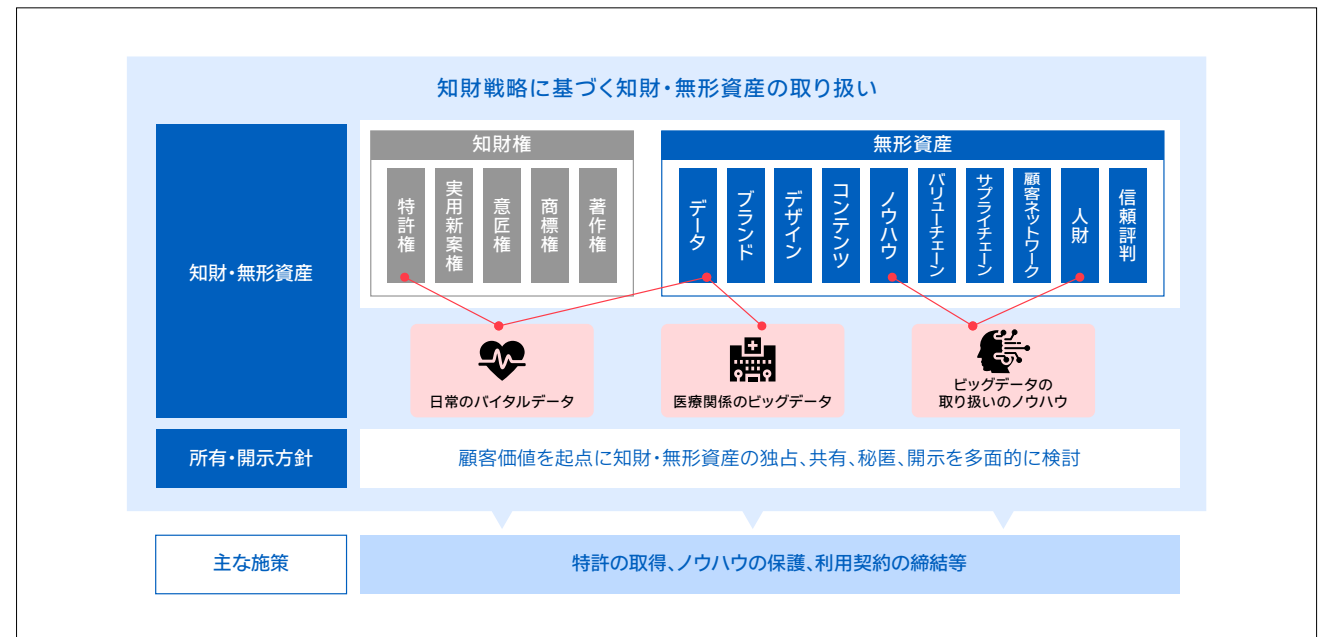 知財戦略に基づく知財・無形資産の取り扱い
知財・無形資産
知財権
特許権
実用新案権
意匠権
商標権
著作権
無形資産
データ
ブランド
デザイン
コンテンツ
ノウハウ
バリューチェーン
サプライチェーン
顧客ネットワーク
人財
信頼評判
日常のバイタルデータ
医療関係のビッグデータ
ビッグデータの
取り扱いのノウハウ
所有・開示方針
顧客価値を起点に知財・無形資産の独占、共有、秘匿、開示を多面的に検討
主な施策
特許の取得、ノウハウの保護、利用契約の締結等